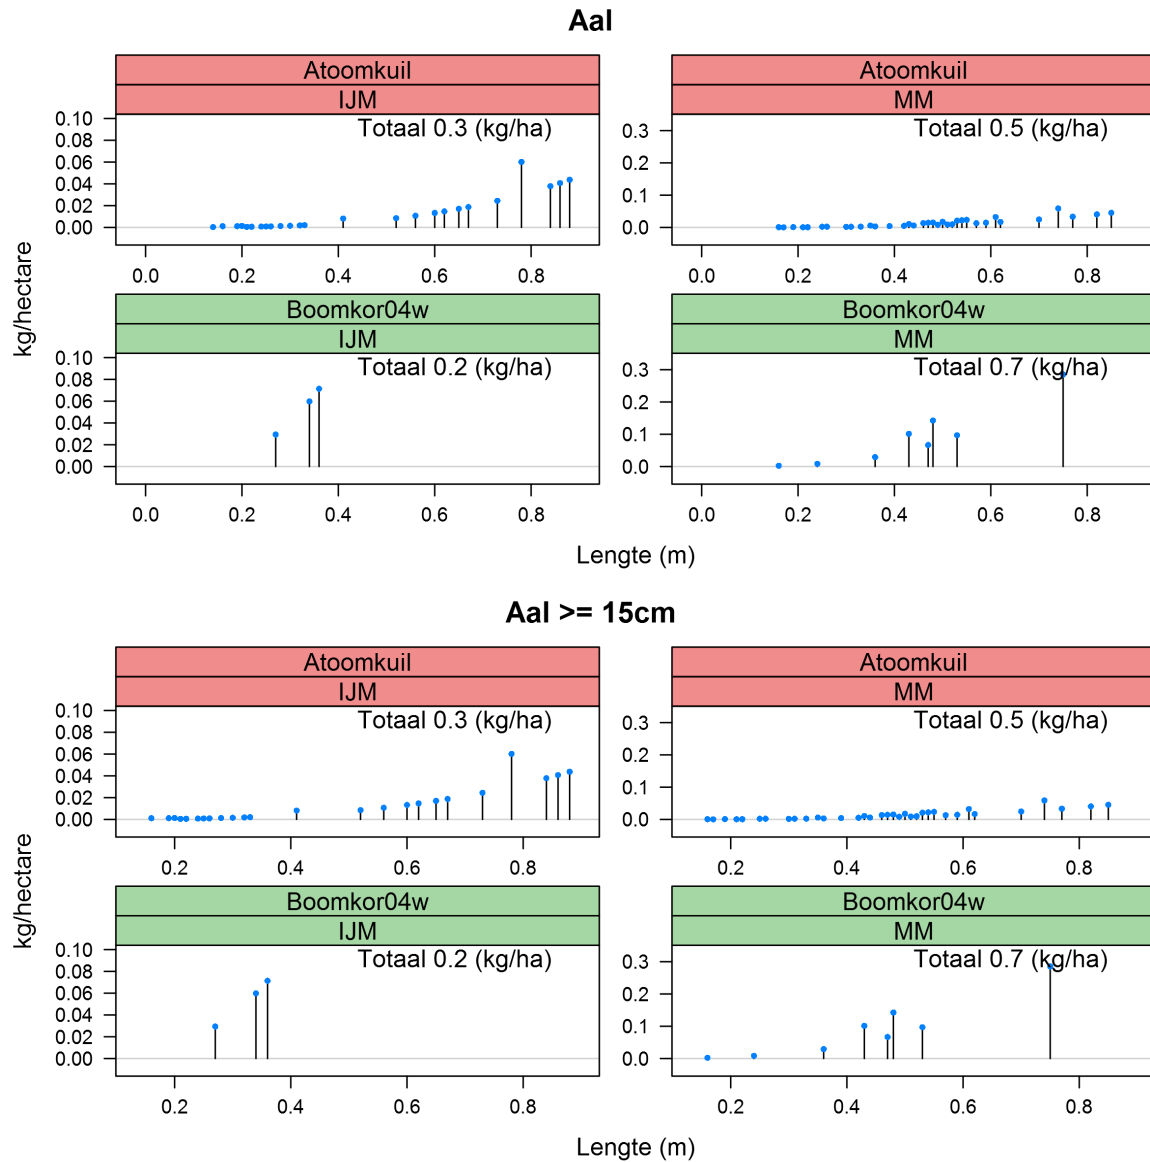 Aal
Atoomkuil
IJM
Totaal 0.3 (kg/ha)
0.10
0.08
0.06
0.04
0.02
0.00
0.0 0.2 0.4 0.6 0.8
Atoomkuil
MM
Totaal 0.5 (kg/ha)
0.3
0.2
0.1
0.0
0.0 0.2 0.4 0.6 0.8
kg/hectare
Boomkor04w
IJM
Totaal 0.2 (kg/ha)
0.10
0.08
0.06
0.04
0.02
0.00
0.0 0.2 0.4 0.6 0.8
Boomkor04w
MM
Totaal 0.7 (kg/ha)
0.3
0.2
0.1
0.0
0.0 0.2 0.4 0.6 0.8
Lengte (m)
Aal >= 15cm
Atoomkuil
IJM
Totaal 0.3 (kg/ha)
0.10
0.08
0.06
0.04
0.02
0.00
0.2 0.4 0.6 0.8
Atoomkuil
MM
Totaal 0.5 (kg/ha)
0.3
0.2
0.1
0.0
0.2 0.4 0.6 0.8
kg/hectare
Boomkor04w
IJM
Totaal 0.2 (kg/ha)
0.10
0.08
0.06
0.04
0.02
0.00
0.2 0.4 0.6 0.8
Boomkor04w
MM
Totaal 0.7 (kg/ha)
0.3
0.2
0.1
0.0
0.2 0.4 0.6 0.8
Lengte (m)